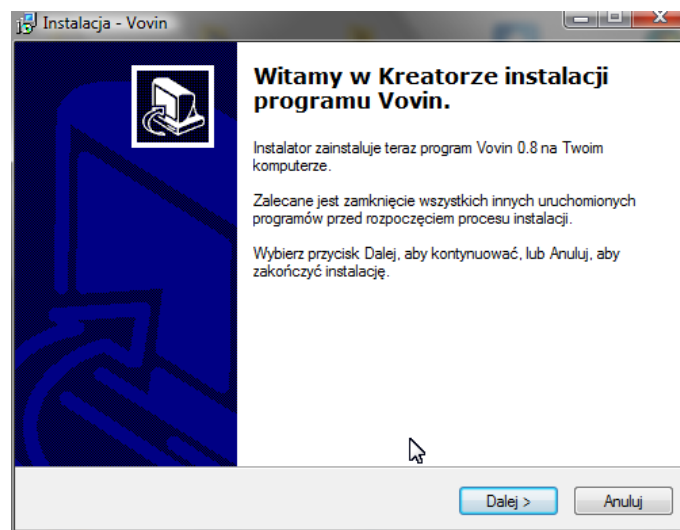 Instalacja - Vovin
Witamy w Kreatorze instalacji
programu Vovin.
Instalator zainstaluje teraz program Vovin 0.8 na Twoim
komputerze.
Zalecane jest zamknięcie wszystkich innych uruchomionych
programów przed rozpoczęciem procesu instalacji.
Wybierz przycisk Dalej, aby kontynuować, lub Anuluj, aby
zakończyć instalację.
Dalej >
Anuluj